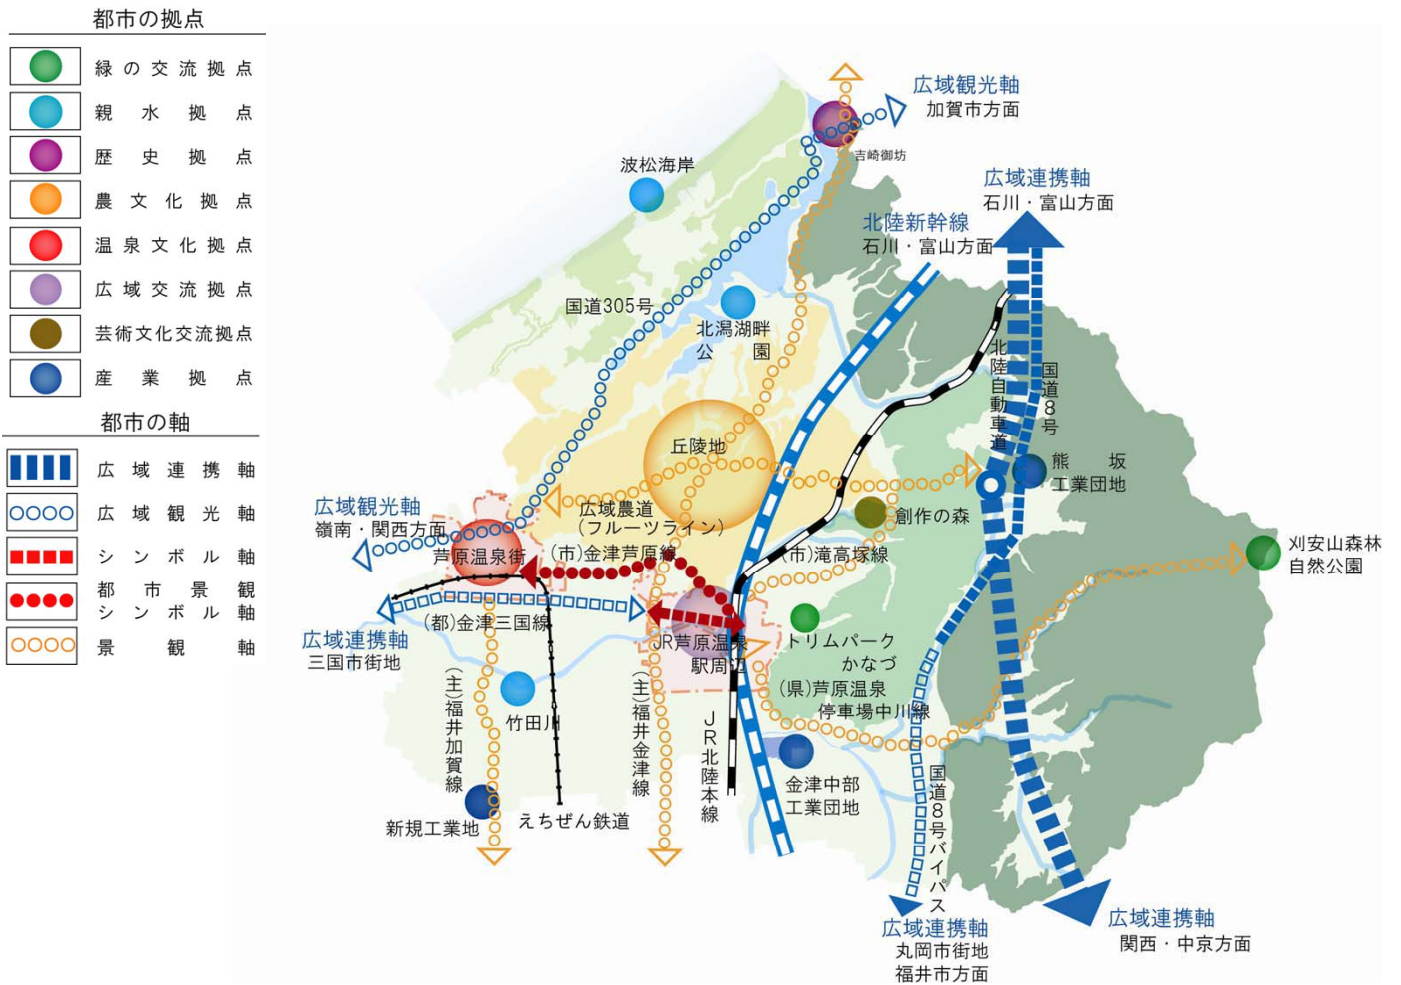 都市の拠点
緑の交流拠点
親水拠点
歴史拠点
農文化拠点
温泉文化拠点
広域交流拠点
芸術文化交流拠点
産業拠点
都市の軸
広域連携軸
広域観光軸
シンボル軸
都市景観
シンボル軸
景観軸
広域観光軸
加賀市方面
吉崎御坊
波松海岸
広域連携軸
石川・富山方面
北陸新幹線
石川・富山方面
国道305号
北潟湖畔
公園
北陸自動車道
国道8号
丘陵地
熊坂
工業団地
広域農道
(フルーツライン)
創作の森
広域観光軸
嶺南・関西方面
芦原温泉街
(市)金津芦原線
(市)滝高塚線
刈安山森林
自然公園
(都)金津三国線
広域連携軸
三国市街地
JR芦原温泉
駅周辺
トリムパーク
かなづ
(県)芦原温泉
停車場中川線
(主)福井加賀線
竹田川
(主)福井金津線
JR北陸本線
金津中部
工業団地
国道8号バイパス
新規工業地
えちぜん鉄道
広域連携軸
丸岡市街地
福井市方面
広域連携軸
関西・中京方面